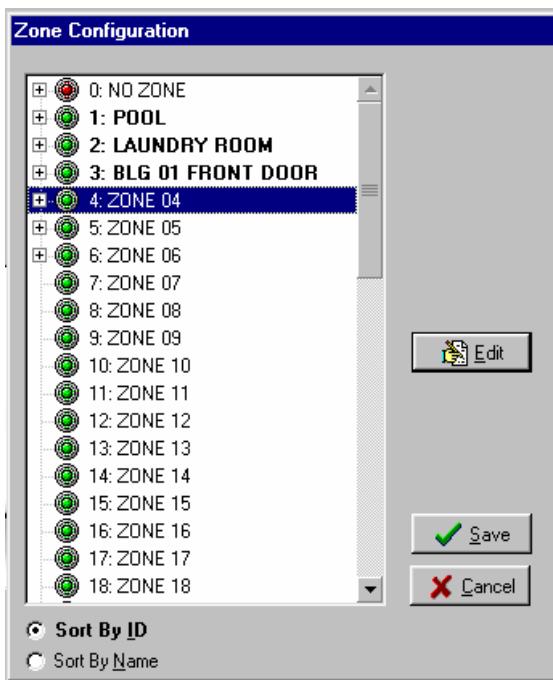 Zone Configuration
0: NO ZONE
1: POOL
2: LAUNDRY ROOM
3: BLG 01 FRONT DOOR
4: ZONE 04
5: ZONE 05
6: ZONE 06
7: ZONE 07
8: ZONE 08
9: ZONE 09
10: ZONE 10
11: ZONE 11
12: ZONE 12
13: ZONE 13
14: ZONE 14
15: ZONE 15
16: ZONE 16
17: ZONE 17
18: ZONE 18
Edit
Save
Cancel
Sort By ID
Sort By Name